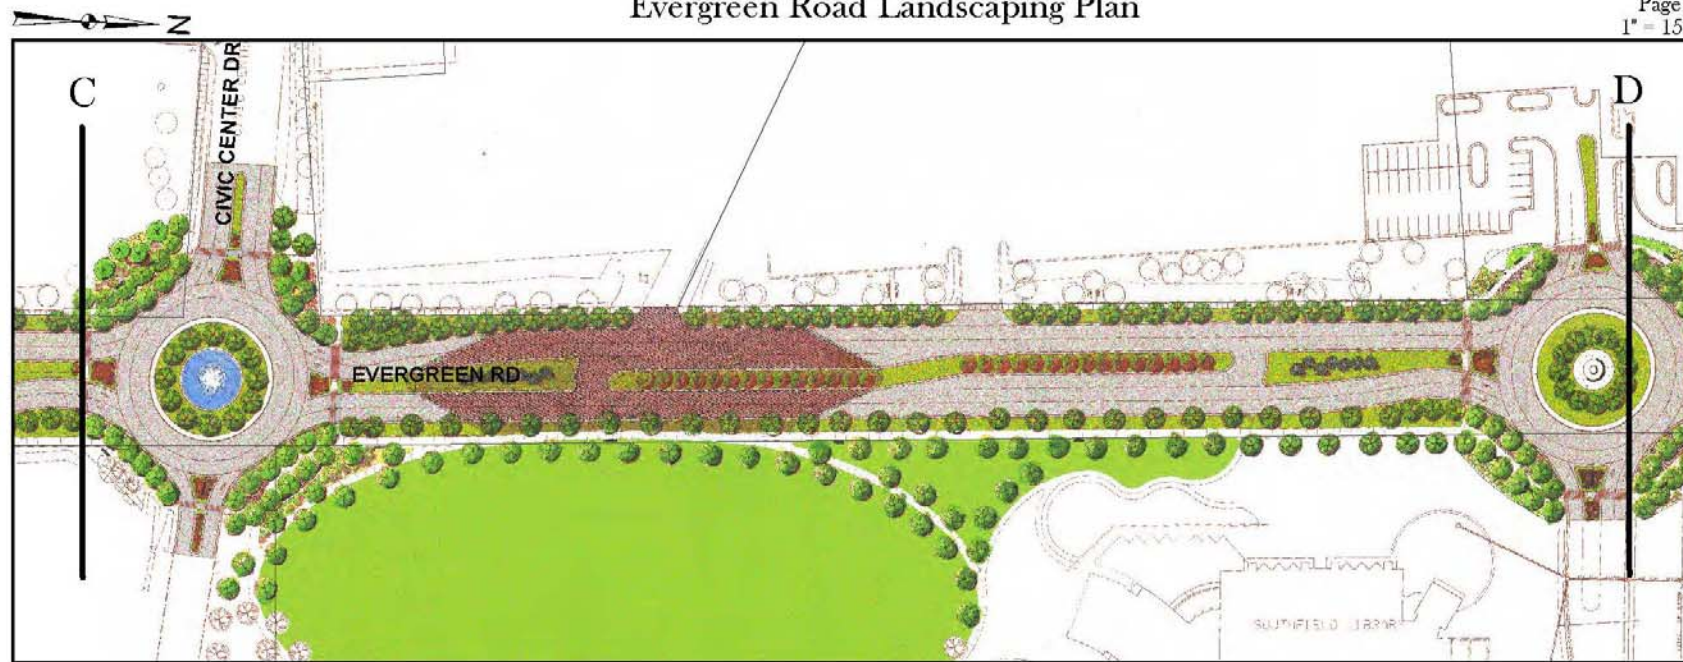 Evergreen Road Landscaping Plan
Page
1" = 15
N
C
CIVIC CENTER DR
D
EVERGREEN RD
SOUTHFIELD LIBRARY